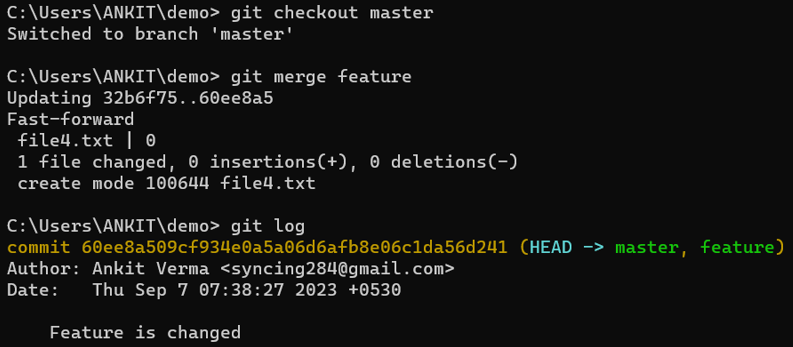 C:\Users\ANKIT\demo> git checkout master
Switched to branch 'master'
C:\Users\ANKIT\demo> git merge feature
Updating 32b6f75..60ee8a5
Fast-forward
 file4.txt | 0
 1 file changed, 0 insertions(+), 0 deletions(-)
 create mode 100644 file4.txt
C:\Users\ANKIT\demo> git log
commit 60ee8a509cf934e0a5a06d6afb8e06c1da56d241 (HEAD -> master, feature)
Author: Ankit Verma <syncing284@gmail.com>
Date:   Thu Sep 7 07:38:27 2023 +0530
    Feature is changed